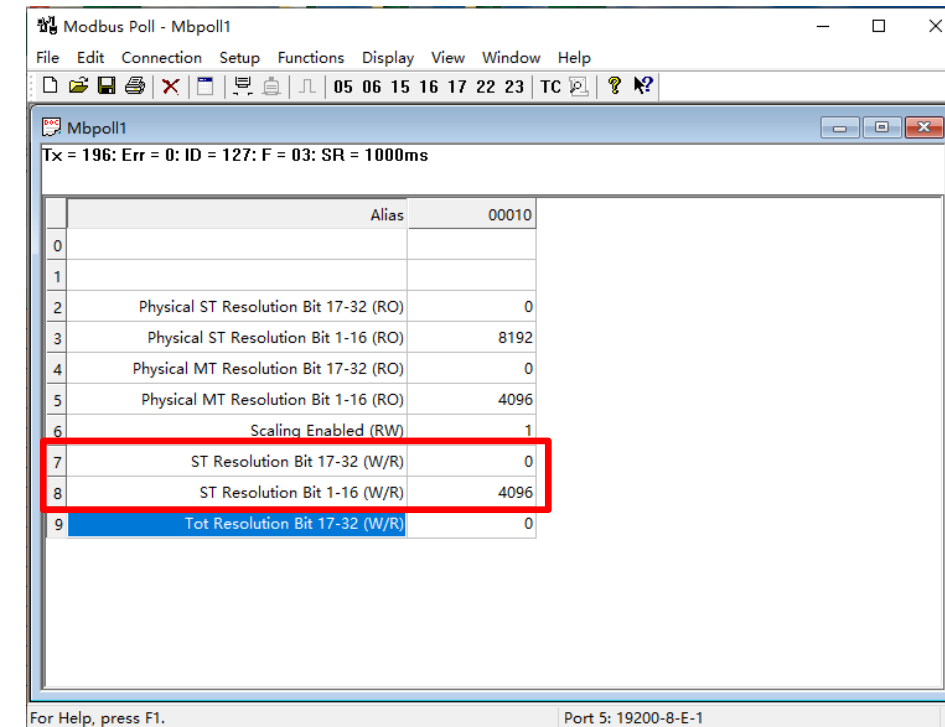 Modbus Poll - Mbpoll1
File Edit Connection Setup Functions Display View Window Help
05 06 15 16 17 22 23 TC
Mbpoll1
Tx = 196: Err = 0: ID = 127: F = 03: SR = 1000ms
Alias 00010
0
1
2 Physical ST Resolution Bit 17-32 (RO) 0
3 Physical ST Resolution Bit 1-16 (RO) 8192
4 Physical MT Resolution Bit 17-32 (RO) 0
5 Physical MT Resolution Bit 1-16 (RO) 4096
6 Scaling Enabled (RW) 1
7 ST Resolution Bit 17-32 (W/R) 0
8 ST Resolution Bit 1-16 (W/R) 4096
9 Tot Resolution Bit 17-32 (W/R) 0
For Help, press F1. Port 5: 19200-8-E-1